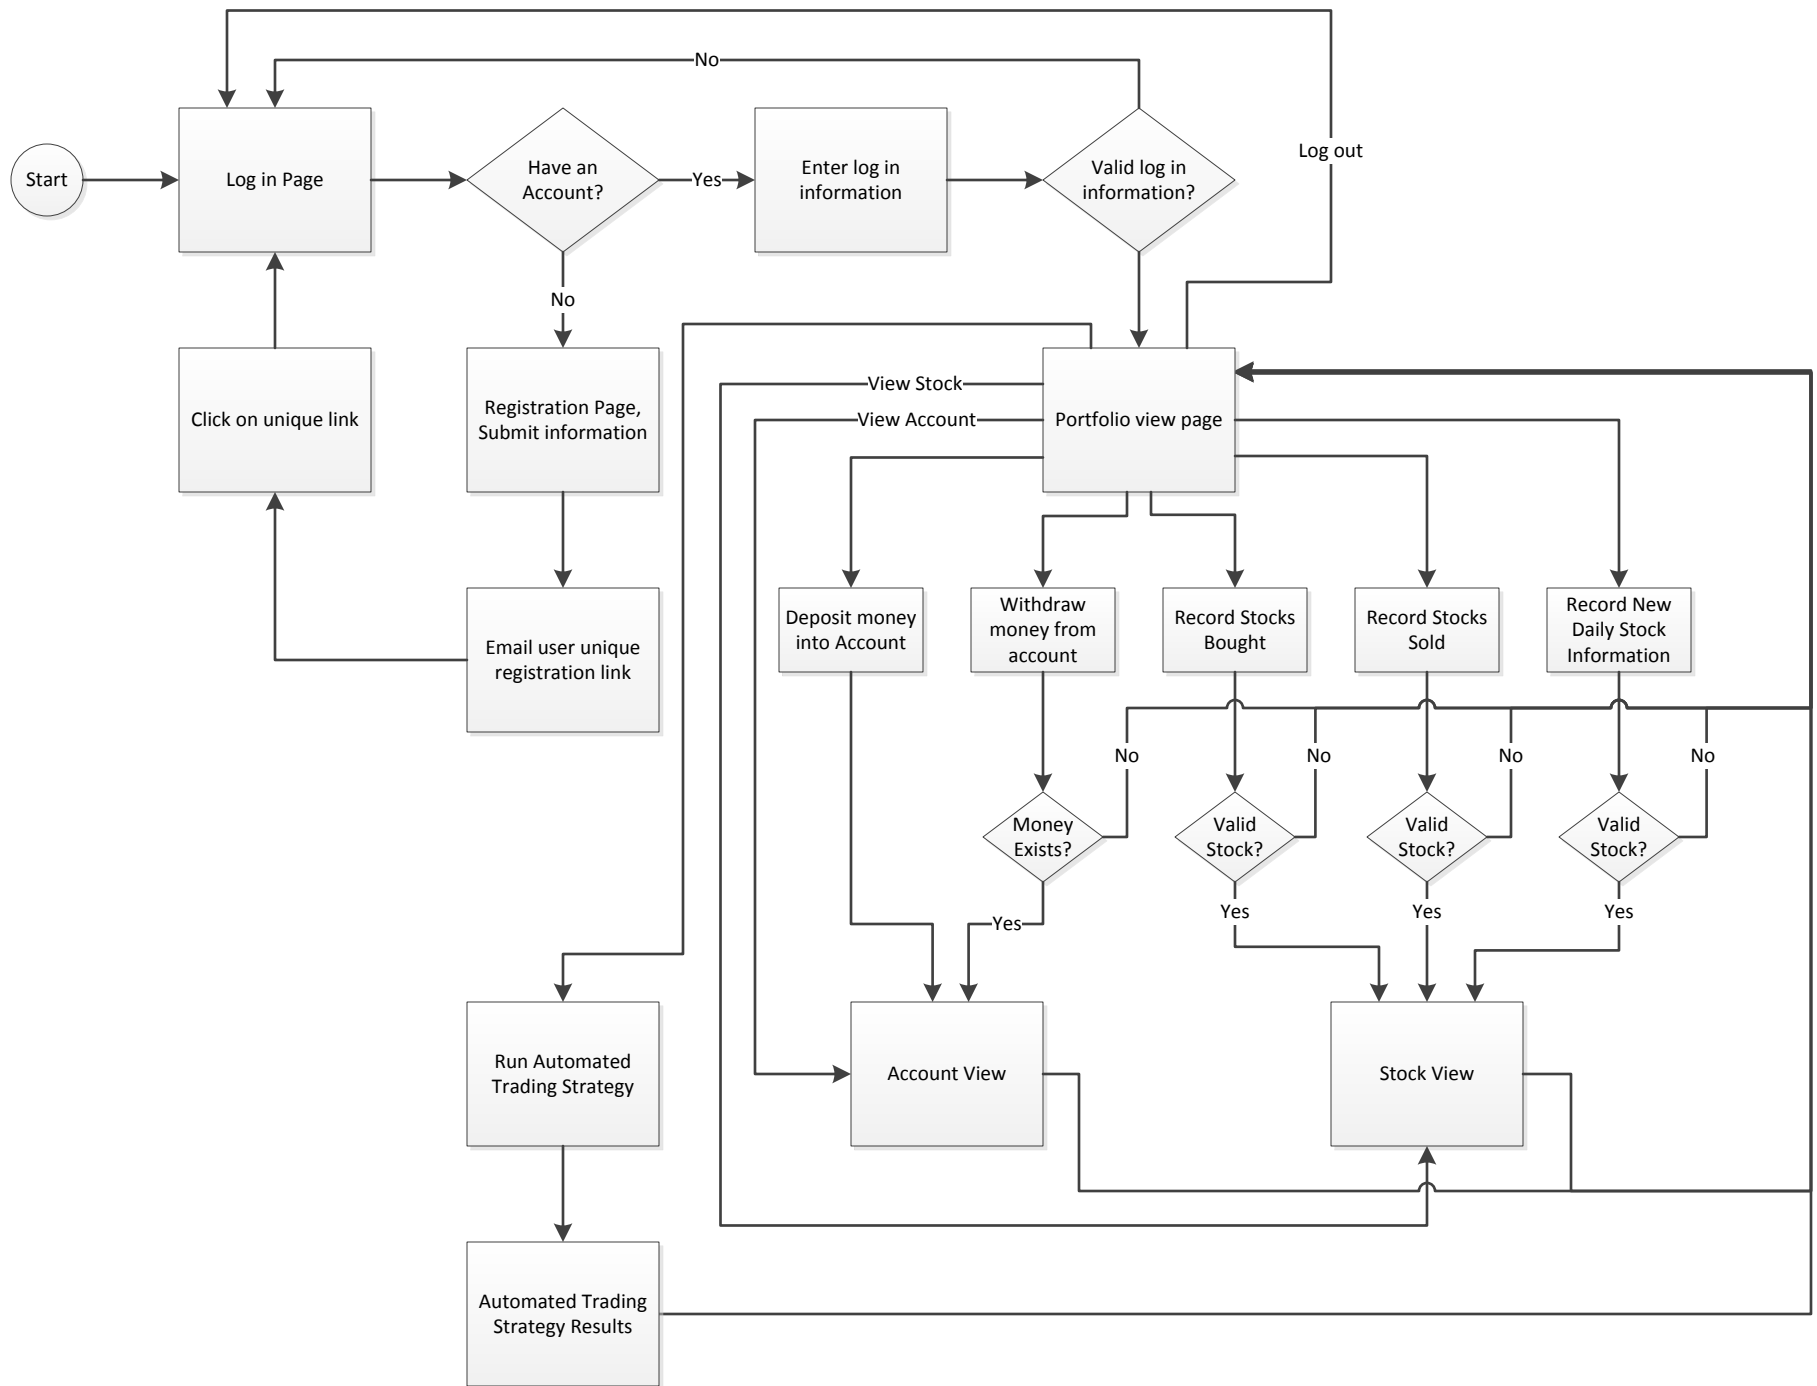 No
Log out
Start
Log in Page
Have an
Account?
Yes
Enter log in
information
Valid log in
information?
No
Click on unique link
Registration Page,
Submit information
View Stock
View Account
Portfolio view page
Email user unique
registration link
Deposit money
into Account
Withdraw
money from
account
Record Stocks
Bought
Record Stocks
Sold
Record New
Daily Stock
Information
No
No
No
No
Money
Exists?
Valid
Stock?
Valid
Stock?
Valid
Stock?
Yes
Yes
Yes
Yes
Run Automated
Trading Strategy
Account View
Stock View
Automated Trading
Strategy Results